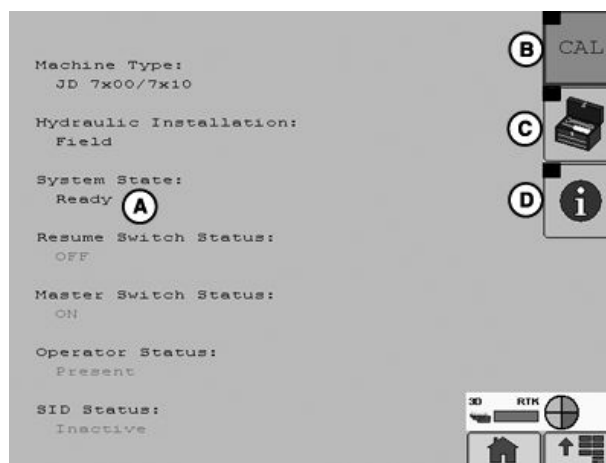 Machine Type:
JD 7x00/7x10
Hydraulic Installation:
Field
System State:
Ready
A
Resume Switch Status:
OFF
Master Switch Status:
ON
Operator Status:
Present
SID Status:
Inactive
B
CAL
C
D
i
3D RTK